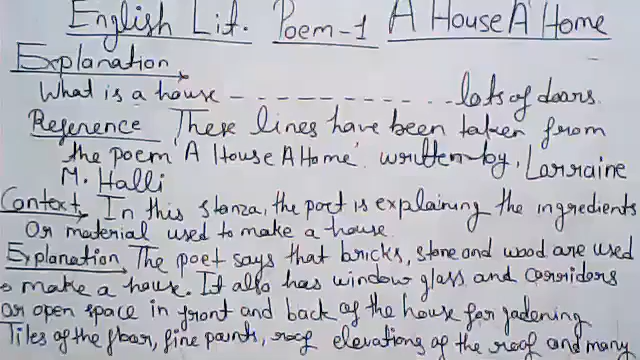 English Lit. Poem-1 A House A Home
Explanation
What is a house ------------.. lots of doors.
Reference These lines have been taken from
the poem 'A House A Home' written by, Lorraine
M. Halli
Context In this stanza, the poet is explaining the ingredients
Or material used to make a house.
Explanation The poet says that bricks, stone and wood are used
to make a house. It also has window glass and corridors
or open space in front and back of the house for gadening
Tiles of the floor, fine paints, roof elevations of the roof and many